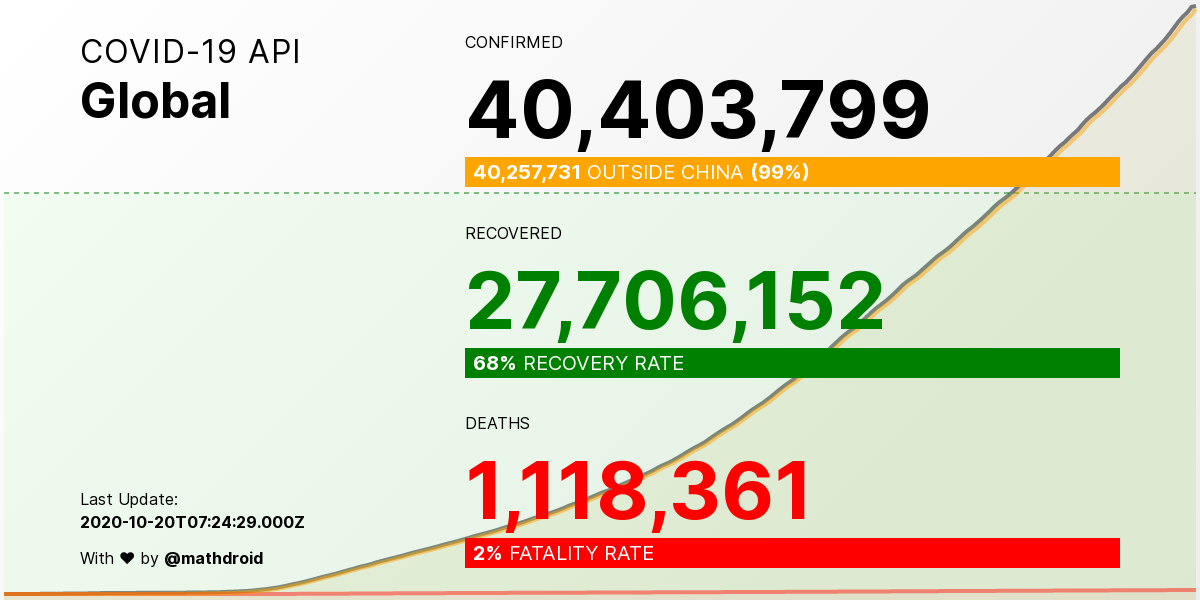 COVID-19 API
Global
CONFIRMED
40,403,799
40,257,731 OUTSIDE CHINA (99%)
RECOVERED
27,706,152
68% RECOVERY RATE
DEATHS
1,118,361
2% FATALITY RATE
Last Update:
2020-10-20T07:24:29.000Z
With ♥ by @mathdroid